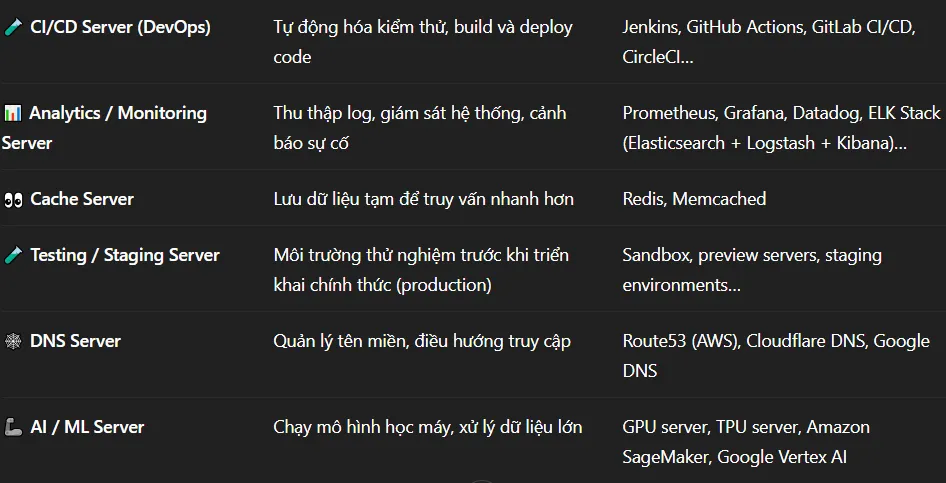 🧪 CI/CD Server (DevOps) Tự động hóa kiểm thử, build và deploy Jenkins, GitHub Actions, GitLab CI/CD,
code CircleCI...
📊 Analytics / Monitoring Thu thập log, giám sát hệ thống, cảnh Prometheus, Grafana, Datadog, ELK Stack
Server báo sự cố (Elasticsearch + Logstash + Kibana)...
👀 Cache Server Lưu dữ liệu tạm để truy vấn nhanh hơn Redis, Memcached
🧪 Testing / Staging Server Môi trường thử nghiệm trước khi triển Sandbox, preview servers, staging
khai chính thức (production) environments...
🕸 DNS Server Quản lý tên miền, điều hướng truy cập Route53 (AWS), Cloudflare DNS, Google
DNS
🦾 AI / ML Server Chạy mô hình học máy, xử lý dữ liệu lớn GPU server, TPU server, Amazon
SageMaker, Google Vertex AI